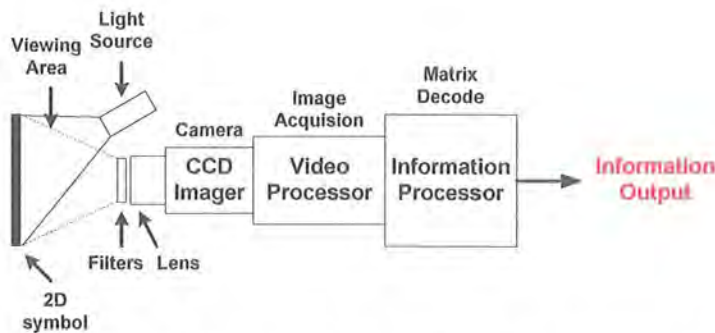 Light
Source
Viewing
Area
Matrix
Decode
Image
Acquision
Camera
CCD
Imager
Video
Processor
Information
Processor
Information
Output
Filters
Lens
2D
symbol